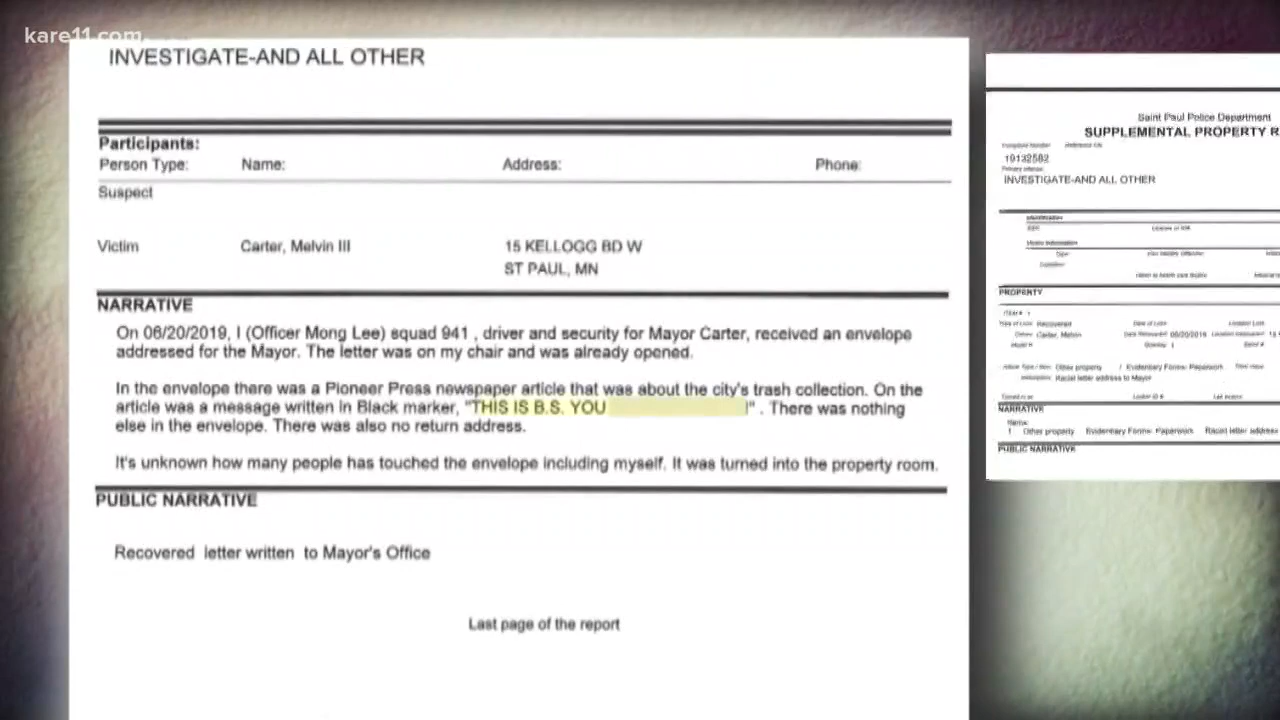 kare11.com
INVESTIGATE-AND ALL OTHER
Participants:
Person Type: Name: Address: Phone:
Suspect
Victim Carter, Melvin III 15 KELLOGG BD W
ST PAUL, MN
NARRATIVE
On 06/20/2019, I (Officer Mong Lee) squad 941 , driver and security for Mayor Carter, received an envelope
addressed for the Mayor. The letter was on my chair and was already opened.
In the envelope there was a Pioneer Press newspaper article that was about the city's trash collection. On the
article was a message written in Black marker, "THIS IS B.S. YOU !" . There was nothing
else in the envelope. There was also no return address.
It's unknown how many people has touched the envelope including myself. It was turned into the property room.
PUBLIC NARRATIVE
Recovered letter written to Mayor's Office
Last page of the report
Saint Paul Police Department
SUPPLEMENTAL PROPERTY R
19132582
INVESTIGATE-AND ALL OTHER
PROPERTY
Recovered
Carter, Melvin 06/20/2019
Other property / Evidentiary Forms: Paperwork
Racial letter address to Mayor
NARRATIVE
1 Other property Evidentiary Forms: Paperwork Racial letter address
PUBLIC NARRATIVE